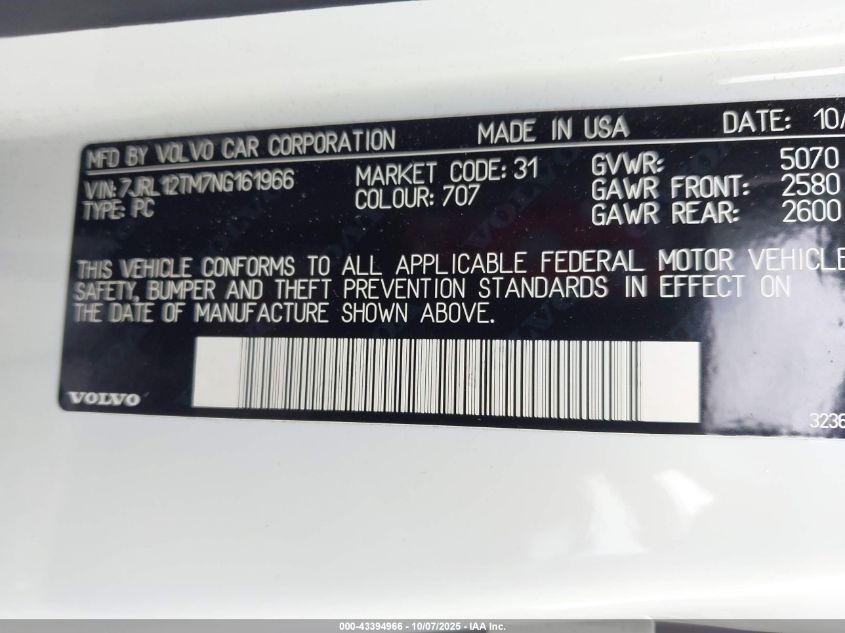 MFD BY VOLVO CAR CORPORATION MADE IN USA DATE: 10/
VIN: 7JRL12TM7NG161966 MARKET CODE: 31 GVWR: 5070
TYPE: PC COLOUR: 707 GAWR FRONT: 2580
GAWR REAR: 2600
THIS VEHICLE CONFORMS TO ALL APPLICABLE FEDERAL MOTOR VEHICLE
SAFETY, BUMPER AND THEFT PREVENTION STANDARDS IN EFFECT ON
THE DATE OF MANUFACTURE SHOWN ABOVE.
VOLVO
3236
000-43394966 - 10/07/2025 - IAA Inc.